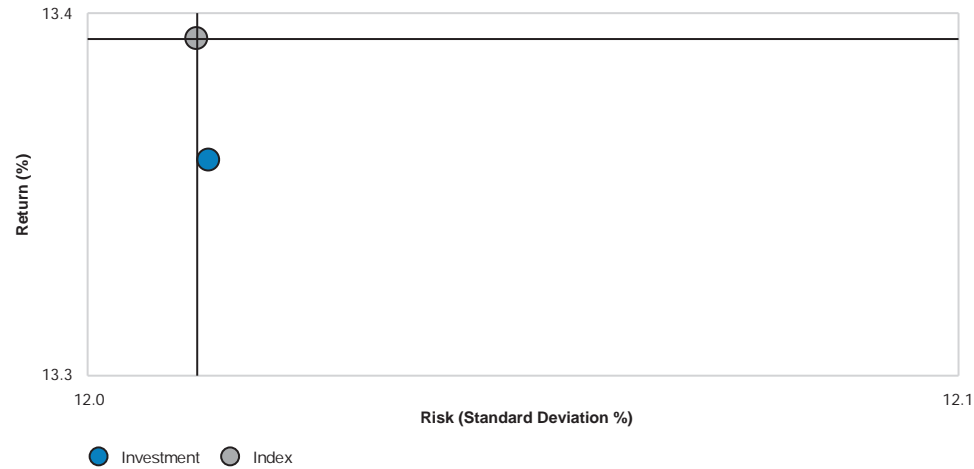 13.4
Return (%)
13.3
12.0
12.1
Risk (Standard Deviation %)
Investment
Index